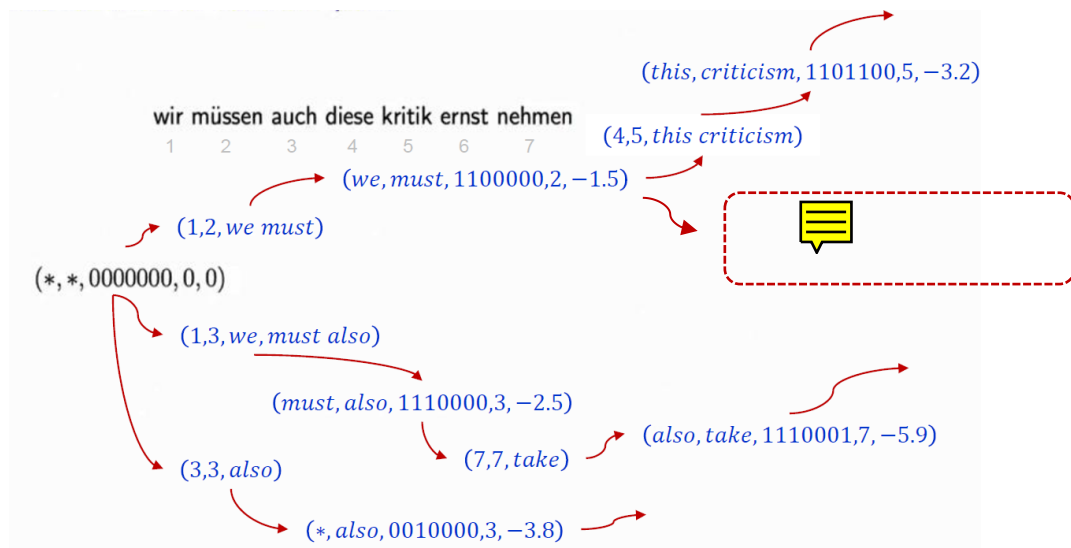 (this, criticism, 1101100,5, −3.2)
wir müssen auch diese kritik ernst nehmen
1 2 3 4 5 6 7
(4,5, this criticism)
(we, must, 1100000,2, −1.5)
(1,2, we must)
(∗, ∗, 0000000, 0, 0)
(1,3, we, must also)
(must, also, 1110000,3, −2.5)
(also, take, 1110001,7, −5.9)
(7,7, take)
(3,3, also)
(∗, also, 0010000,3, −3.8)